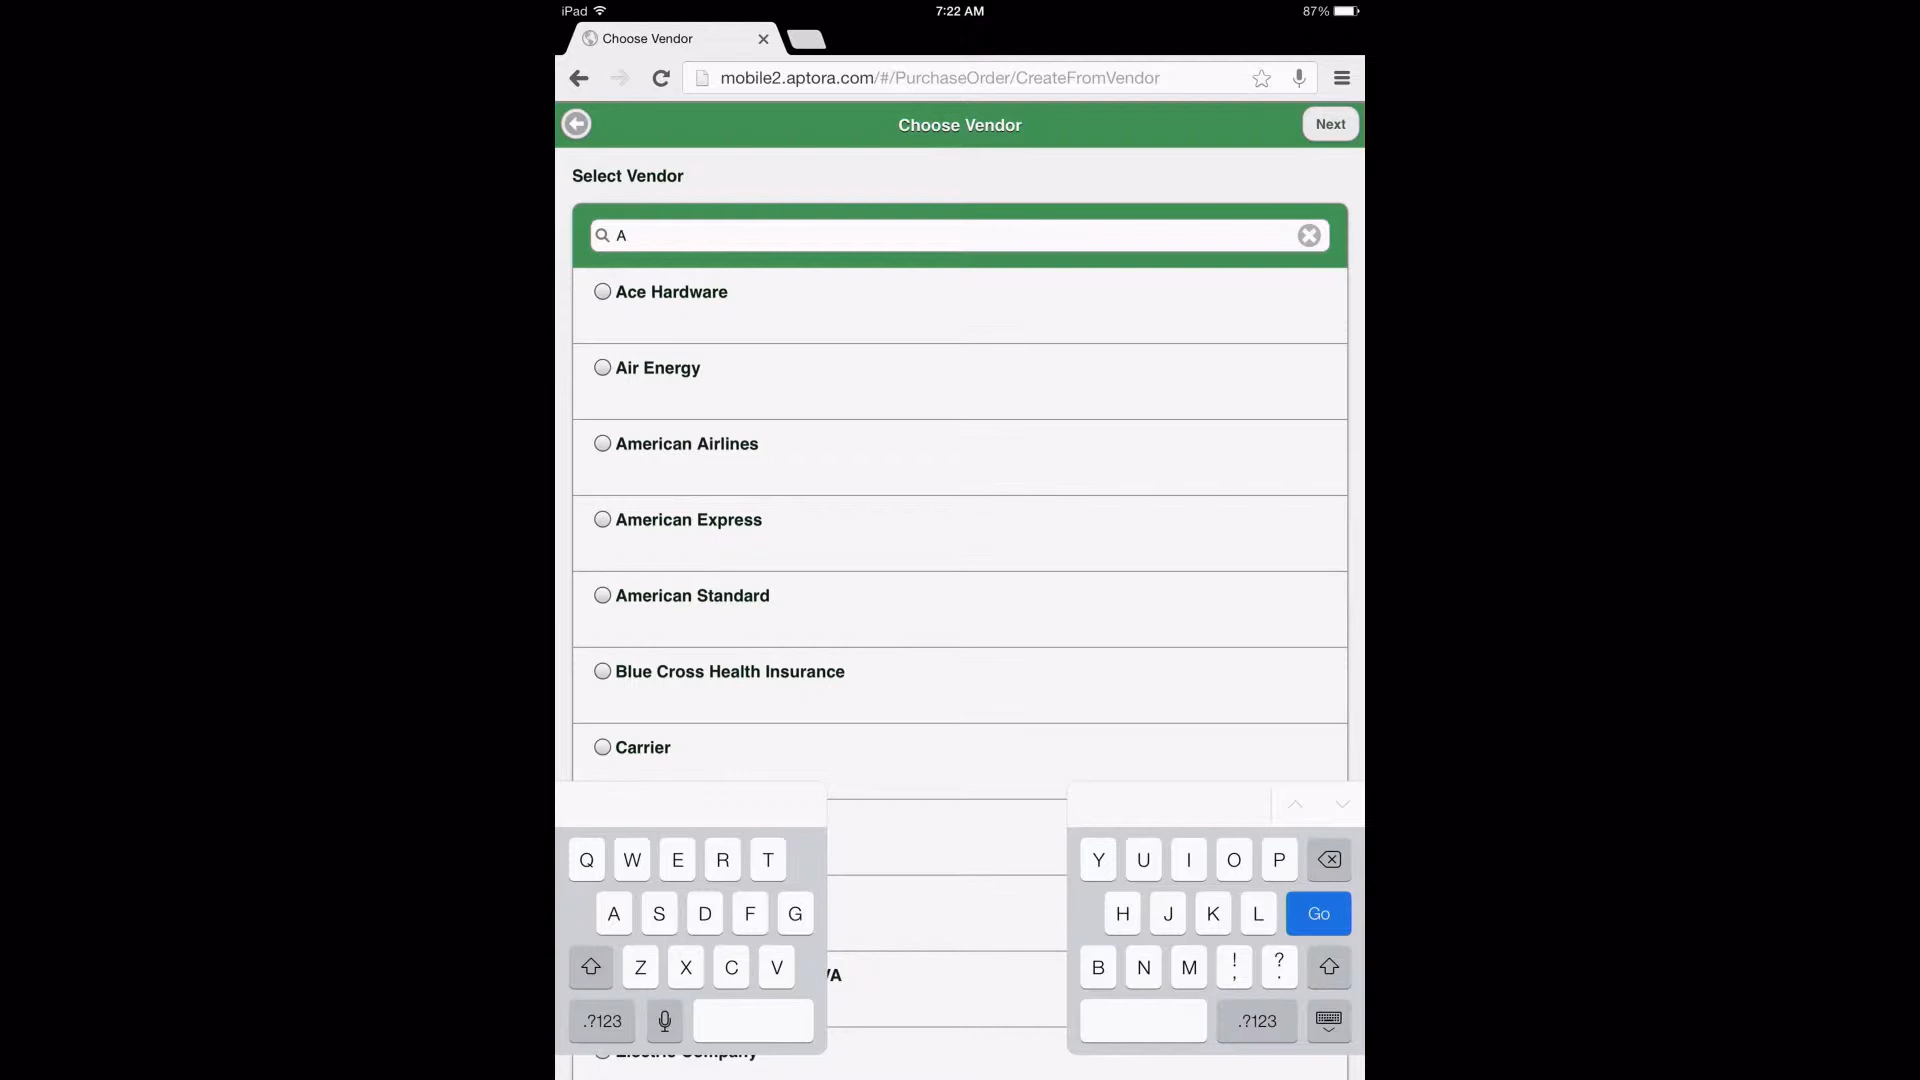 iPad 7:22 AM 87%
Choose Vendor
mobile2.aptora.com/#/PurchaseOrder/CreateFromVendor
Choose Vendor Next
Select Vendor
A
Ace Hardware
Air Energy
American Airlines
American Express
American Standard
Blue Cross Health Insurance
Carrier
Q W E R T Y U I O P
A S D F G H J K L Go
Z X C V B N M ! , ? .
VA
.?123 .?123
Electric Company